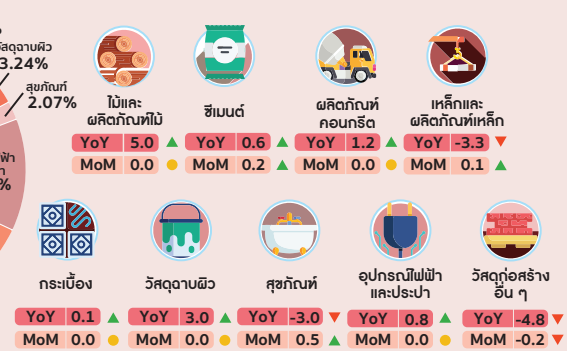 วัสดุฉาบผิว
3.24%
สุขภัณฑ์
2.07%
ไม้และ
ผลิตภัณฑ์ไม้
YoY 5.0
MoM 0.0
ซีเมนต์
YoY 0.6
MoM 0.2
ผลิตภัณฑ์
คอนกรีต
YoY 1.2
MoM 0.0
เหล็กและ
ผลิตภัณฑ์เหล็ก
YoY -3.3
MoM 0.1
%
กระเบื้อง
YoY 0.1
MoM 0.0
วัสดุฉาบผิว
YoY 3.0
MoM 0.0
สุขภัณฑ์
YoY -3.0
MoM 0.5
อุปกรณ์ไฟฟ้า
และประปา
YoY 0.8
MoM 0.0
วัสดุก่อสร้าง
อื่น ๆ
YoY -4.8
MoM -0.2